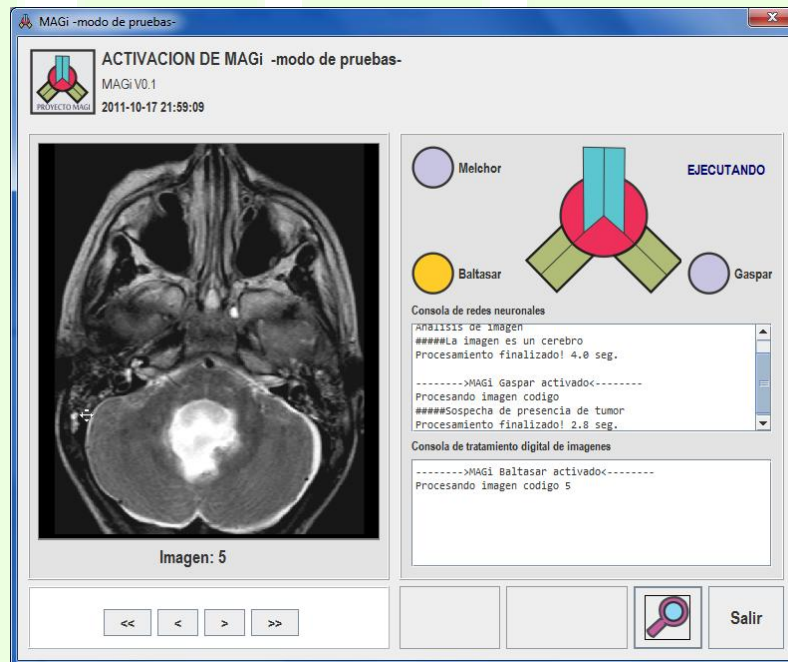 MAGi -modo de pruebas-
ACTIVACION DE MAGi -modo de pruebas-
MAGi V0.1
2011-10-17 21:59:09
PROYECTO MAGI
Imagen: 5
<<
<
>
>>
Melchor
EJECUTANDO
Baltasar
Gaspar
Consola de redes neuronales
Analisis de imagen
#####La imagen es un cerebro
Procesamiento finalizado! 4.0 seg.
-------->MAGi Gaspar activado<--------
Procesando imagen codigo
#####Sospecha de presencia de tumor
Procesamiento finalizado! 2.8 seg.
Consola de tratamiento digital de imagenes
-------->MAGi Baltasar activado<--------
Procesando imagen codigo 5
Salir